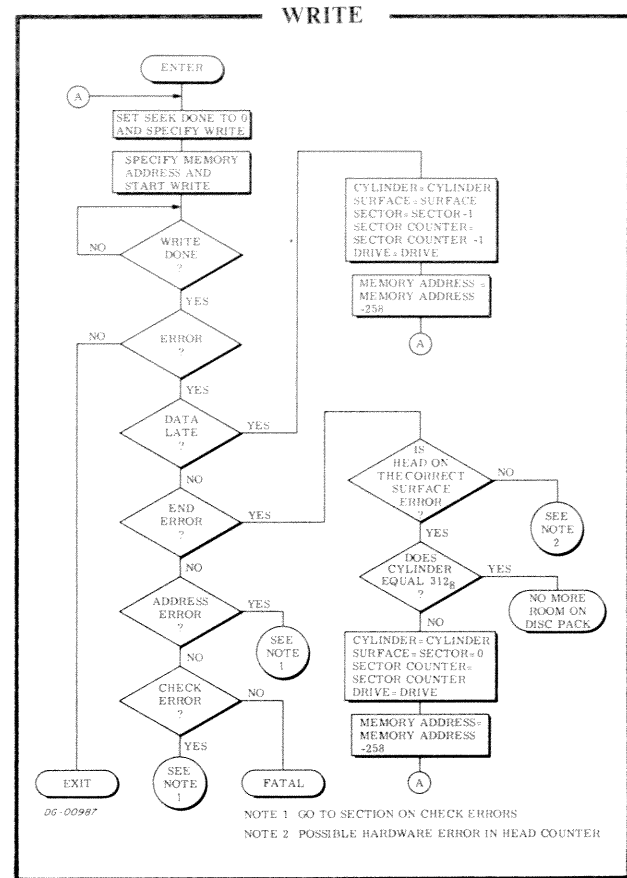 WRITE
ENTER
A
SET SEEK DONE TO 0
AND SPECIFY WRITE
SPECIFY MEMORY
ADDRESS AND
START WRITE
NO
WRITE
DONE
?
YES
NO
ERROR
?
YES
DATA
LATE
?
YES
NO
END
ERROR
?
YES
NO
ADDRESS
ERROR
?
YES
SEE
NOTE
1
NO
CHECK
ERROR
?
NO
YES
EXIT
SEE
NOTE
1
FATAL
CYLINDER=CYLINDER
SURFACE=SURFACE
SECTOR=SECTOR-1
SECTOR COUNTER=
SECTOR COUNTER -1
DRIVE=DRIVE
MEMORY ADDRESS =
MEMORY ADDRESS
-258
A
IS
HEAD ON
THE CORRECT
SURFACE
ERROR
?
NO
SEE
NOTE
2
YES
DOES
CYLINDER
EQUAL 312₈
?
YES
NO MORE
ROOM ON
DISC PACK
NO
CYLINDER=CYLINDER
SURFACE=SECTOR=0
SECTOR COUNTER=
SECTOR COUNTER
DRIVE=DRIVE
MEMORY ADDRESS=
MEMORY ADDRESS
-258
A
DG-00987
NOTE 1 GO TO SECTION ON CHECK ERRORS
NOTE 2 POSSIBLE HARDWARE ERROR IN HEAD COUNTER